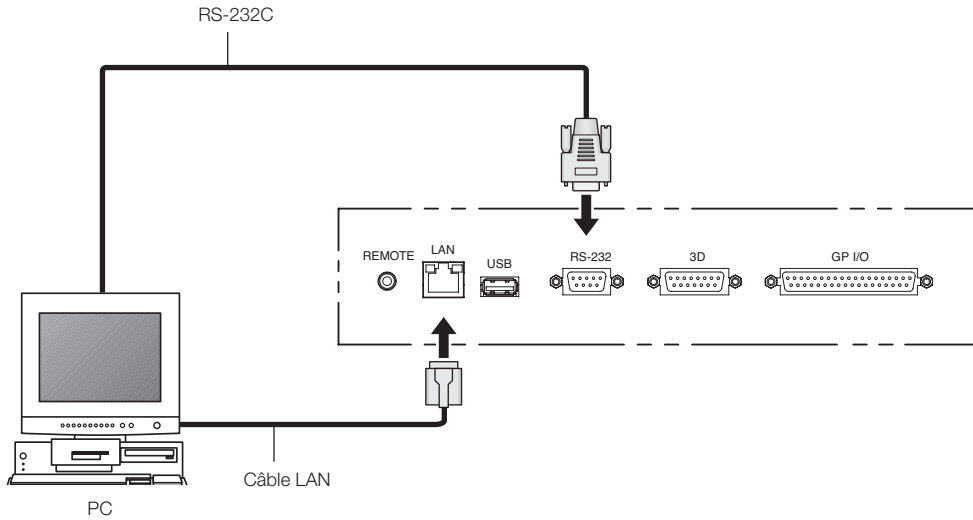 RS-232C
REMOTE
LAN
USB
RS-232
3D
GP I/O
Câble LAN
PC